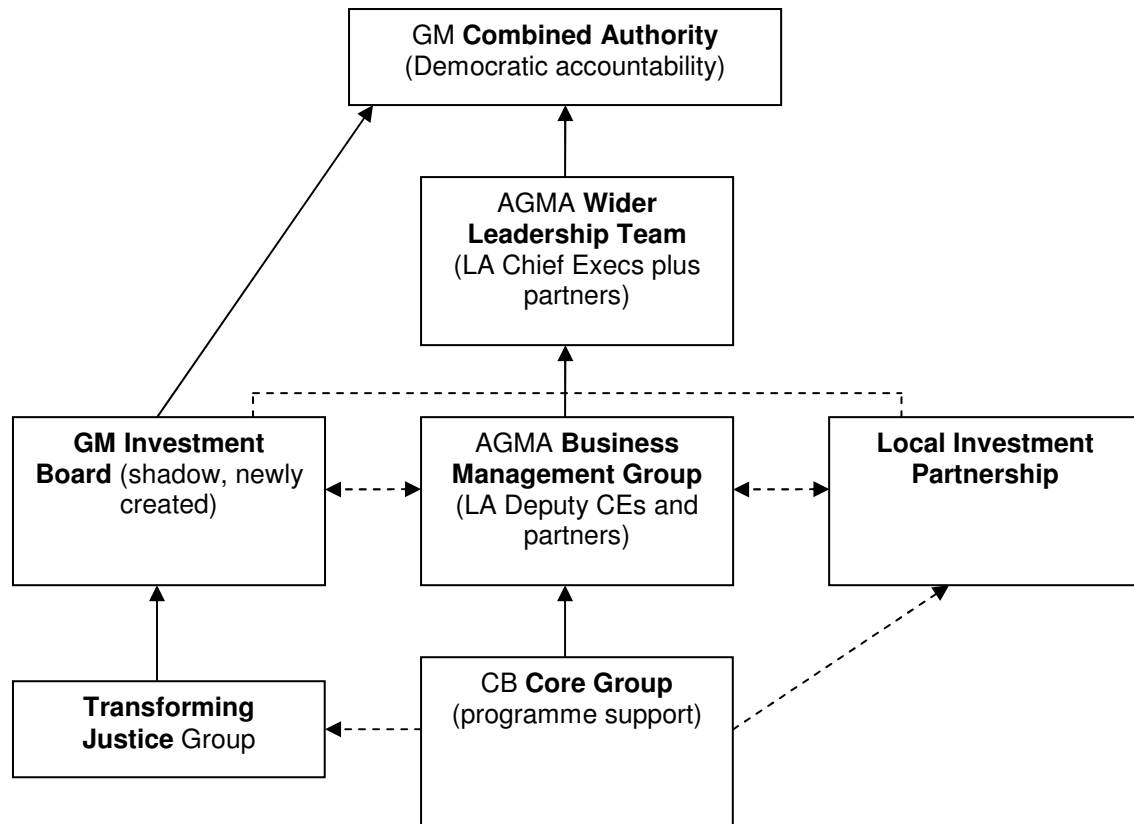 GM Combined Authority
(Democratic accountability)
AGMA Wider
Leadership Team
(LA Chief Execs plus
partners)
GM Investment
Board (shadow, newly
created)
AGMA Business
Management Group
(LA Deputy CEs and
partners)
Local Investment
Partnership
Transforming
Justice Group
CB Core Group
(programme support)